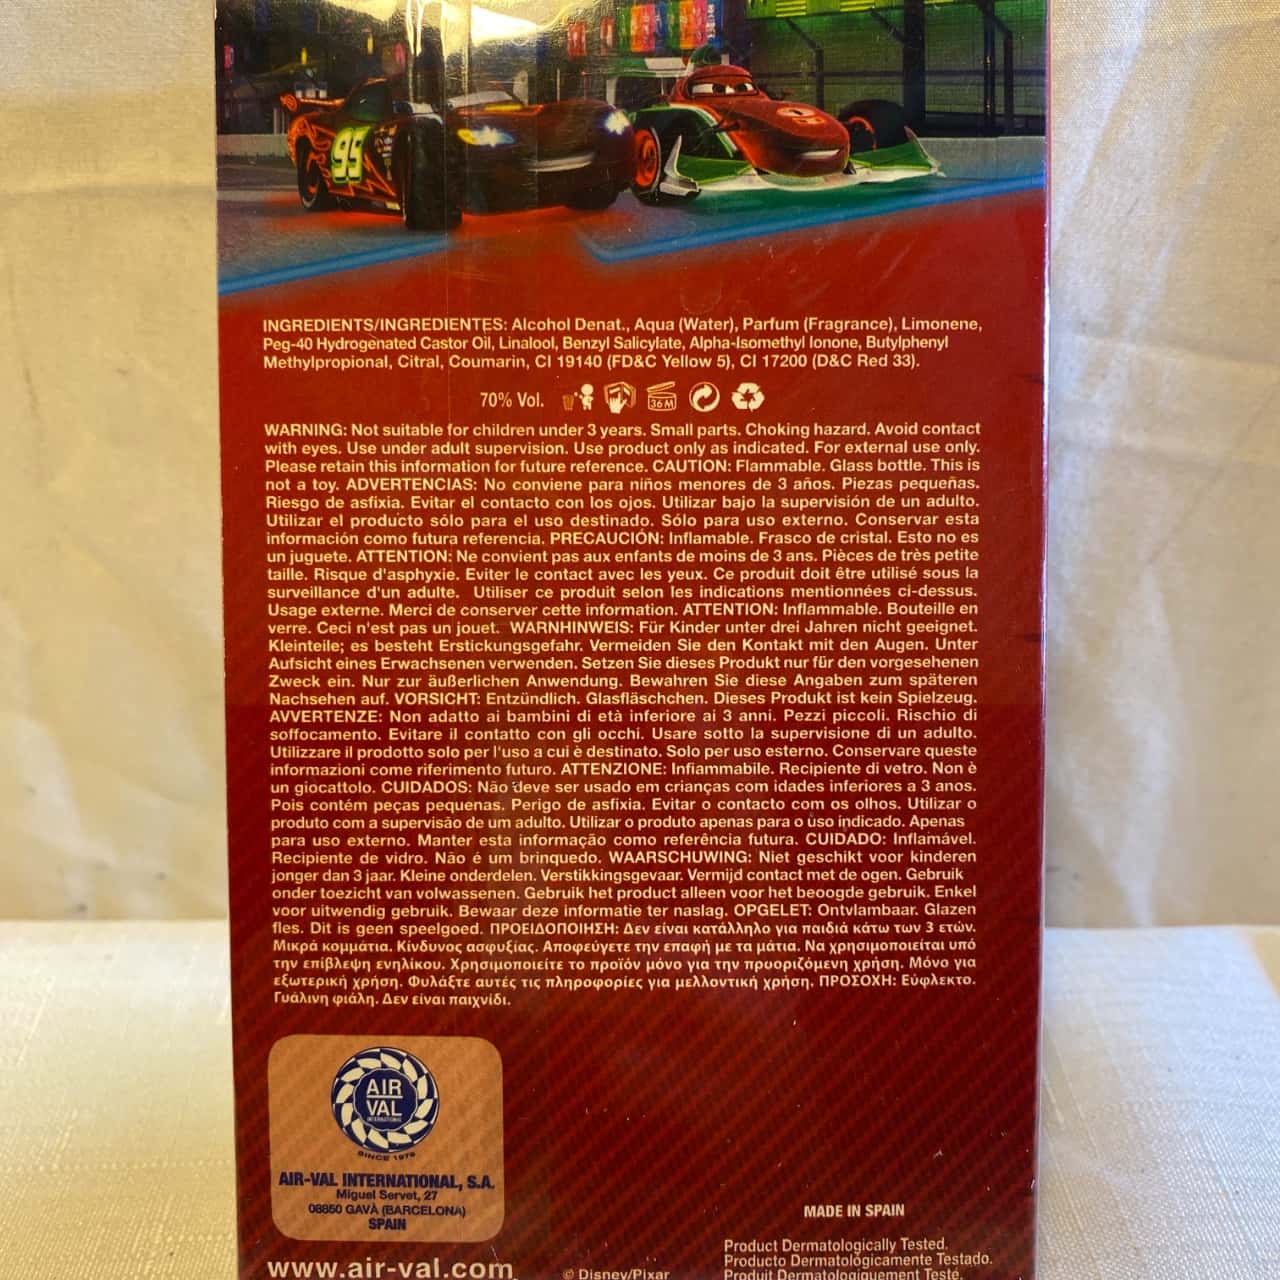 95
INGREDIENTS/INGREDIENTES: Alcohol Denat., Aqua (Water), Parfum (Fragrance), Limonene,
Peg-40 Hydrogenated Castor Oil, Linalool, Benzyl Salicylate, Alpha-Isomethyl Ionone, Butylphenyl
Methylpropional, Citral, Coumarin, CI 19140 (FD&C Yellow 5), CI 17200 (D&C Red 33).
70% Vol. 36 M
WARNING: Not suitable for children under 3 years. Small parts. Choking hazard. Avoid contact
with eyes. Use under adult supervision. Use product only as indicated. For external use only.
Please retain this information for future reference. CAUTION: Flammable. Glass bottle. This is
not a toy. ADVERTENCIAS: No conviene para niños menores de 3 años. Piezas pequeñas.
Riesgo de asfixia. Evitar el contacto con los ojos. Utilizar bajo la supervisión de un adulto.
Utilizar el producto sólo para el uso destinado. Sólo para uso externo. Conservar esta
información como futura referencia. PRECAUCIÓN: Inflamable. Frasco de cristal. Esto no es
un juguete. ATTENTION: Ne convient pas aux enfants de moins de 3 ans. Pièces de très petite
taille. Risque d'asphyxie. Eviter le contact avec les yeux. Ce produit doit être utilisé sous la
surveillance d'un adulte. Utiliser ce produit selon les indications mentionnées ci-dessus.
Usage externe. Merci de conserver cette information. ATTENTION: Inflammable. Bouteille en
verre. Ceci n'est pas un jouet. WARNHINWEIS: Für Kinder unter drei Jahren nicht geeignet.
Kleinteile; es besteht Erstickungsgefahr. Vermeiden Sie den Kontakt mit den Augen. Unter
Aufsicht eines Erwachsenen verwenden. Setzen Sie dieses Produkt nur für den vorgesehenen
Zweck ein. Nur zur äußerlichen Anwendung. Bewahren Sie diese Angaben zum späteren
Nachsehen auf. VORSICHT: Entzündlich. Glasfläschchen. Dieses Produkt ist kein Spielzeug.
AVVERTENZE: Non adatto ai bambini di età inferiore ai 3 anni. Pezzi piccoli. Rischio di
soffocamento. Evitare il contatto con gli occhi. Usare sotto la supervisione di un adulto.
Utilizzare il prodotto solo per l'uso a cui è destinato. Solo per uso esterno. Conservare queste
informazioni come riferimento futuro. ATTENZIONE: Infiammabile. Recipiente di vetro. Non è
un giocattolo. CUIDADOS: Não deve ser usado em crianças com idades inferiores a 3 anos.
Pois contém peças pequenas. Perigo de asfixia. Evitar o contacto com os olhos. Utilizar o
produto com a supervisão de um adulto. Utilizar o produto apenas para o uso indicado. Apenas
para uso externo. Manter esta informação como referência futura. CUIDADO: Inflamável.
Recipiente de vidro. Não é um brinquedo. WAARSCHUWING: Niet geschikt voor kinderen
jonger dan 3 jaar. Kleine onderdelen. Verstikkingsgevaar. Vermijd contact met de ogen. Gebruik
onder toezicht van volwassenen. Gebruik het product alleen voor het beoogde gebruik. Enkel
voor uitwendig gebruik. Bewaar deze informatie ter naslag. OPGELET: Ontvlambaar. Glazen
fles. Dit is geen speelgoed. ΠΡΟΕΙΔΟΠΟΙΗΣΗ: Δεν είναι κατάλληλο για παιδιά κάτω των 3 ετών.
Μικρά κομμάτια. Κίνδυνος ασφυξίας. Αποφεύγετε την επαφή με τα μάτια. Να χρησιμοποιείται υπό
την επίβλεψη ενηλίκου. Χρησιμοποιείτε το προϊόν μόνο για την προοριζόμενη χρήση. Μόνο για
εξωτερική χρήση. Φυλάξτε αυτές τις πληροφορίες για μελλοντική χρήση. ΠΡΟΣΟΧΗ: Εύφλεκτο.
Γυάλινη φιάλη. Δεν είναι παιχνίδι.
AIR
VAL
INTERNATIONAL
SINCE 1979
AIR-VAL INTERNATIONAL, S.A.
Miguel Servet, 27
08850 GAVÀ (BARCELONA)
SPAIN
MADE IN SPAIN
www.air-val.com
© Disney/Pixar
Product Dermatologically Tested.
Producto Dermatológicamente Testado.
Produit Dermatologiquement Testé.